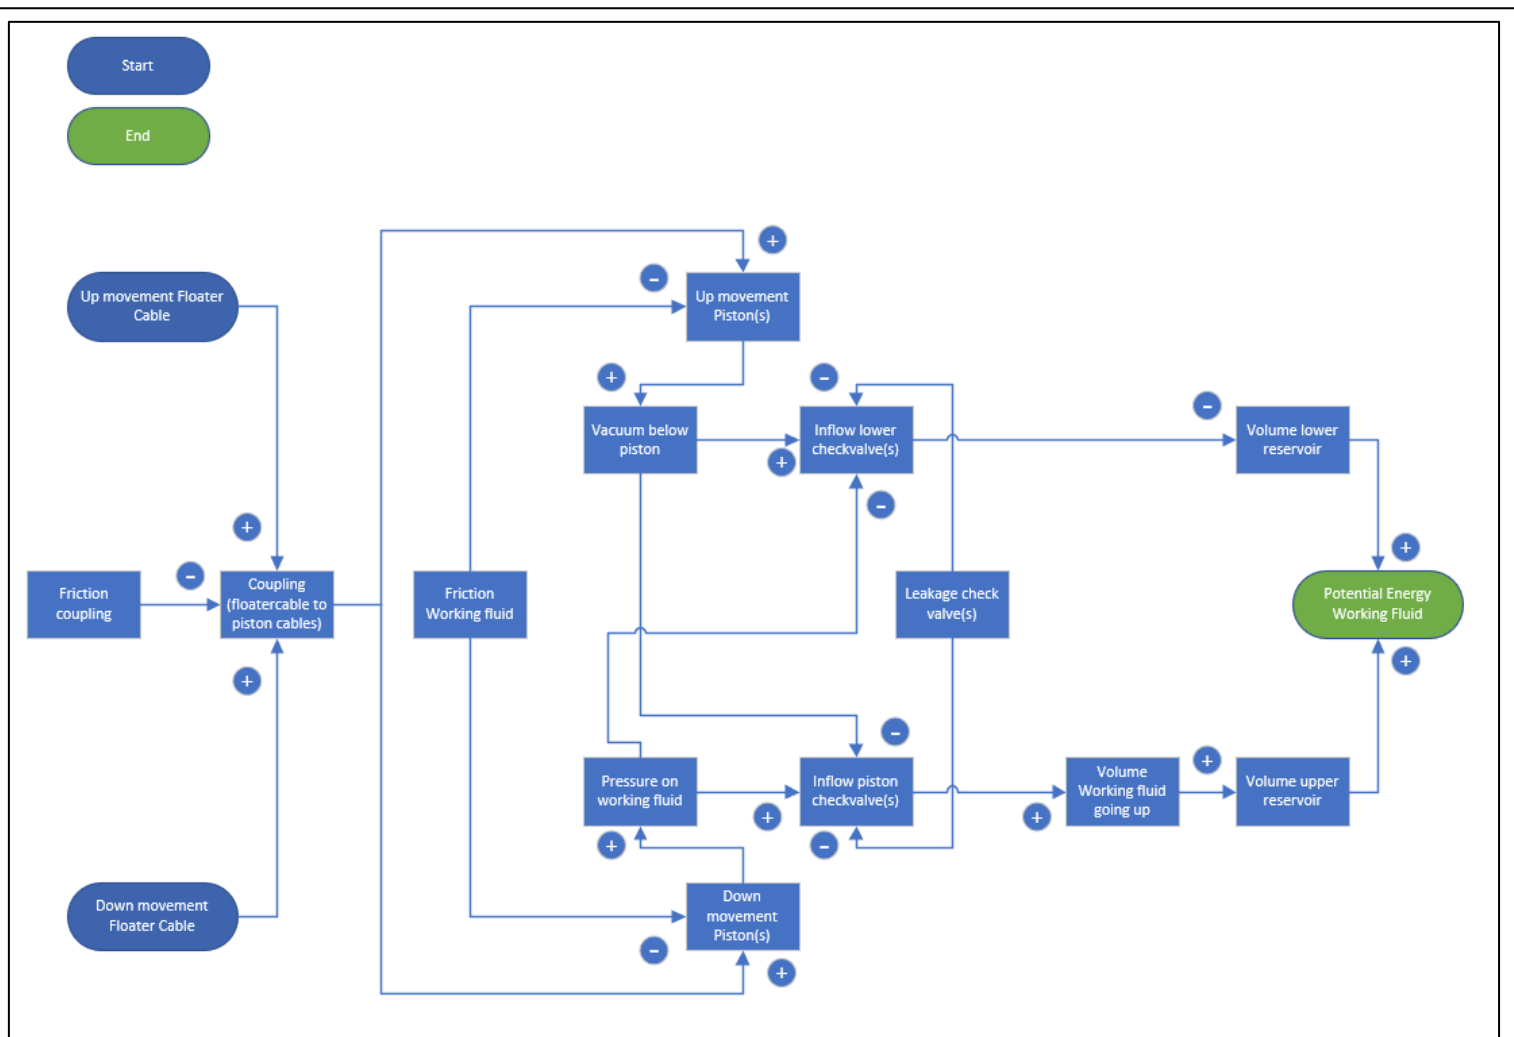 Start
End
+
−
Up movement Floater
Cable
Up movement
Piston(s)
+
−
−
Vacuum below
piston
Inflow lower
checkvalve(s)
Volume lower
reservoir
+
−
+
+
−
Friction
coupling
Coupling
(floatercable to
piston cables)
Friction
Working fluid
Leakage check
valve(s)
Potential Energy
Working Fluid
+
+
−
+
Pressure on
working fluid
Inflow piston
checkvalve(s)
Volume
Working fluid
going up
Volume upper
reservoir
+
+
+
−
Down movement
Floater Cable
Down
movement
Piston(s)
−
+